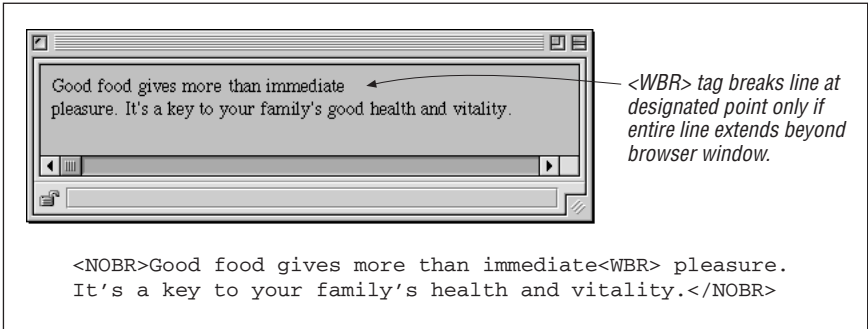 Good food gives more than immediate
pleasure. It's a key to your family's good health and vitality.
<WBR> tag breaks line at
designated point only if
entire line extends beyond
browser window.
<NOBR>Good food gives more than immediate<WBR> pleasure.
It’s a key to your family’s health and vitality.</NOBR>